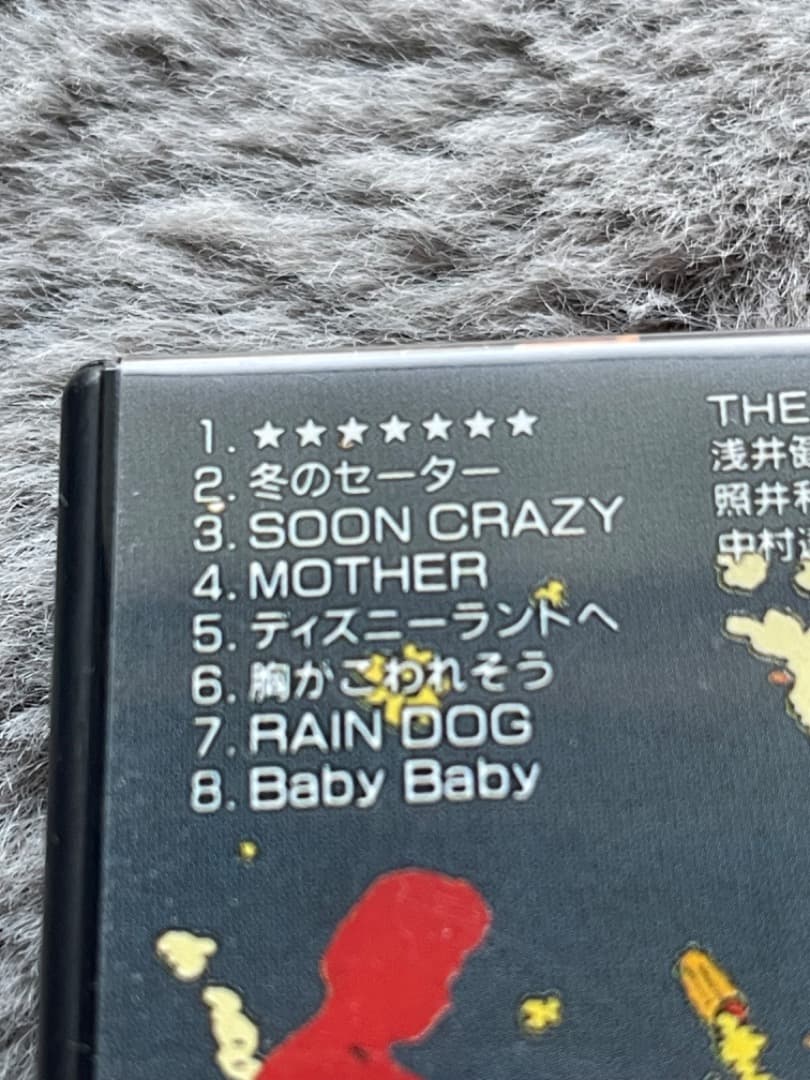 1. ★★★★★★★
2. 冬のセーター
3. SOON CRAZY
4. MOTHER
5. ディズニーランドへ
6. 胸がこわれそう
7. RAIN DOG
8. Baby Baby
THE
浅井
照井
中村